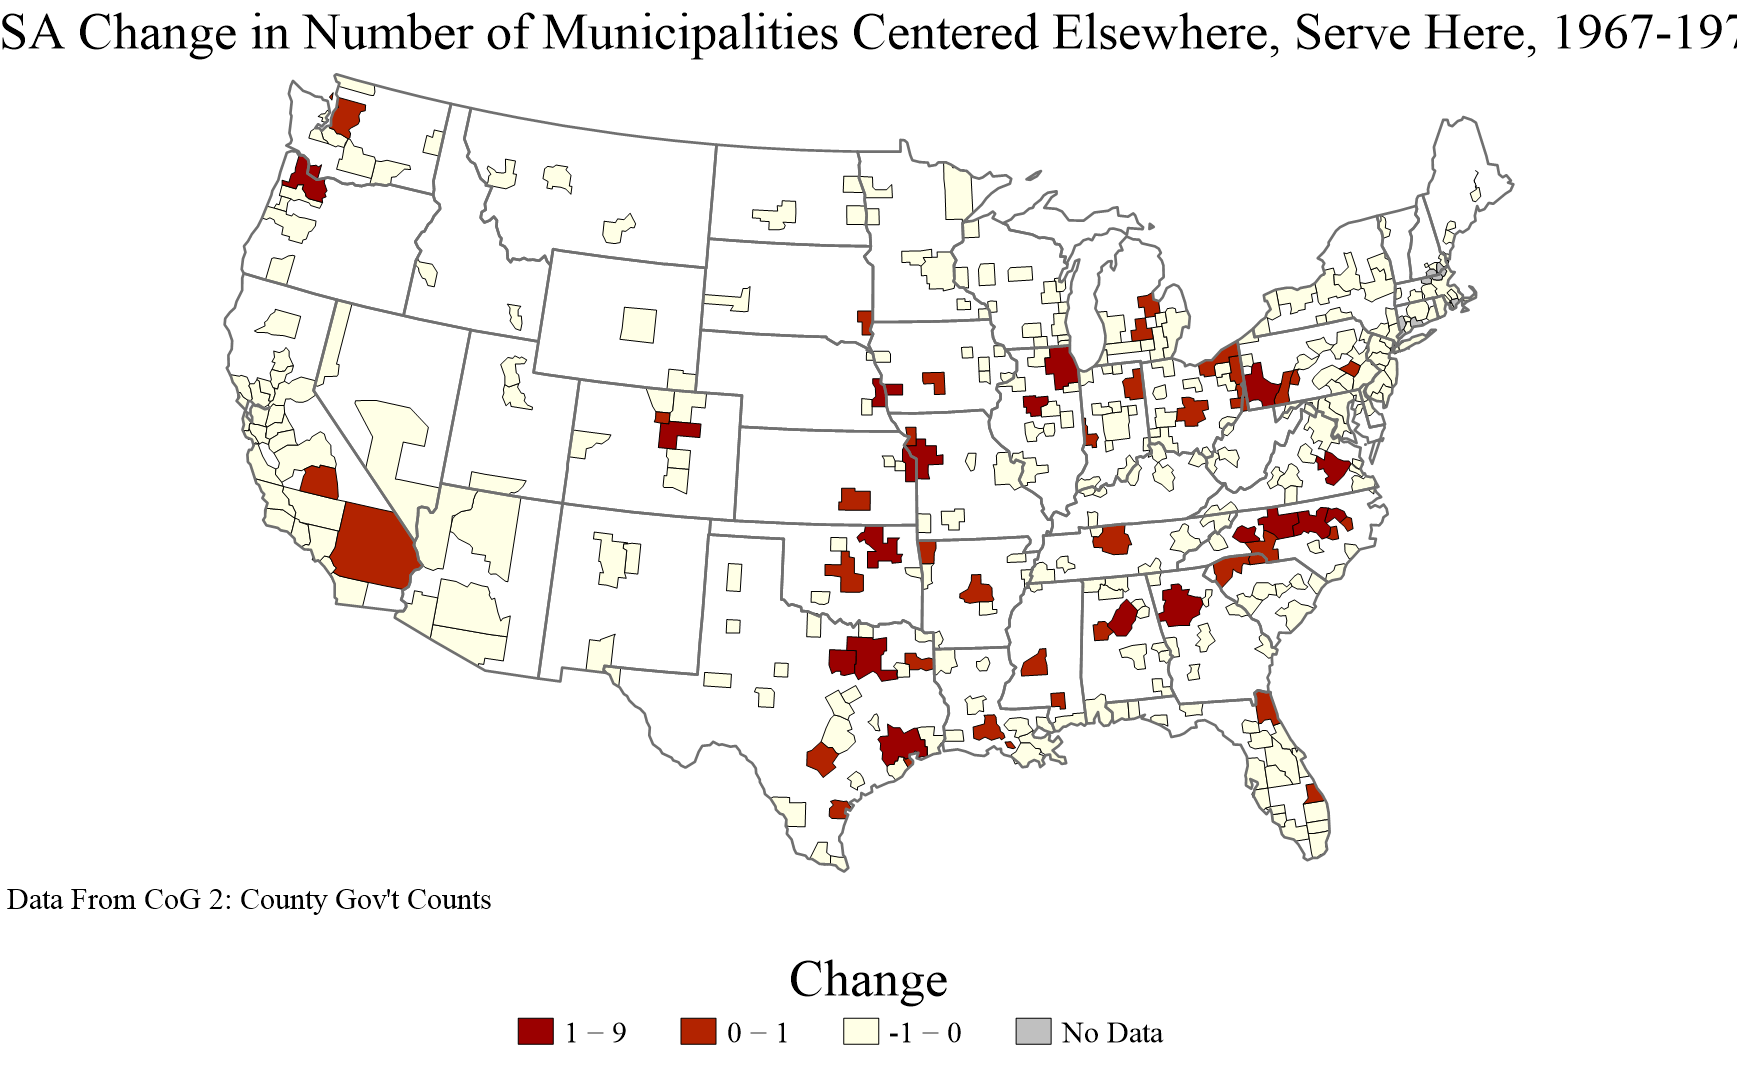 SA Change in Number of Municipalities Centered Elsewhere, Serve Here, 1967-197
Data From CoG 2: County Gov't Counts
Change
1 – 9
0 – 1
-1 – 0
No Data